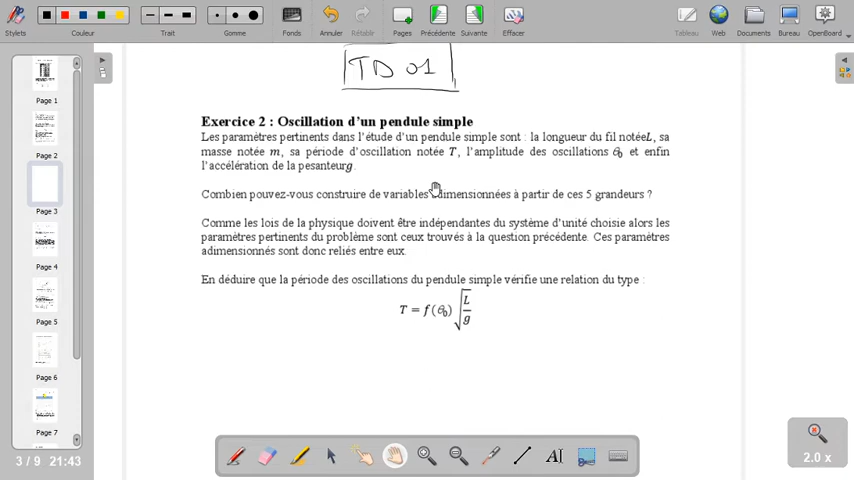 Stylets
Couleur
Trait
Gomme
Fonds
Annuler
Rétablir
Pages
Précédente
Suivante
Effacer
Tableau
Web
Documents
Bureau
OpenBoard
Page 1
Page 2
Page 3
Page 4
Page 5
Page 6
Page 7
3 / 9 21:43
TD 01
Exercice 2 : Oscillation d'un pendule simple
Les paramètres pertinents dans l'étude d'un pendule simple sont : la longueur du fil notéeL, sa
masse notée m, sa période d'oscillation notée T, l'amplitude des oscillations θ0 et enfin
l'accélération de la pesanteurg.
Combien pouvez-vous construire de variables adimensionnées à partir de ces 5 grandeurs ?
Comme les lois de la physique doivent être indépendantes du système d'unité choisie alors les
paramètres pertinents du problème sont ceux trouvés à la question précédente. Ces paramètres
adimensionnés sont donc reliés entre eux.
En déduire que la période des oscillations du pendule simple vérifie une relation du type :
T = f(θ0) √(L/g)
AI
2.0 x